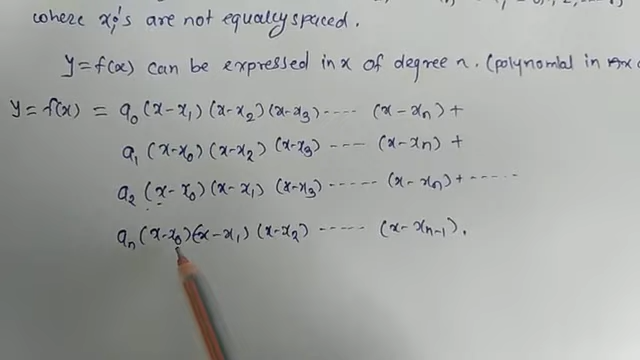 where xi's are not equally spaced.
y=f(x) can be expressed in x of degree n. (polynomial in
y=f(x) = a₀ (x-x₁) (x-x₂) (x-x₃) ---- (x-xₙ) +
a₁ (x-x₀) (x-x₂) (x-x₃) --- (x-xₙ) +
a₂ (x-x₀) (x-x₁) (x-x₃) ----- (x-xₙ) + -----
aₙ (x-x₀) (x-x₁) (x-x₂) ----- (x-xₙ₋₁).